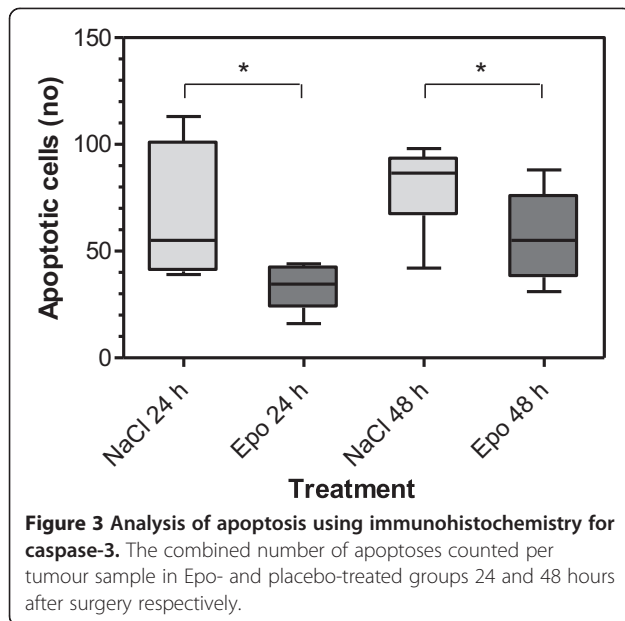 150
*
*
100
50
0
Apoptotic cells (no)
NaCl 24 h
Epo 24 h
NaCl 48 h
Epo 48 h
Treatment
Figure 3 Analysis of apoptosis using immunohistochemistry for
caspase-3. The combined number of apoptoses counted per
tumour sample in Epo- and placebo-treated groups 24 and 48 hours
after surgery respectively.